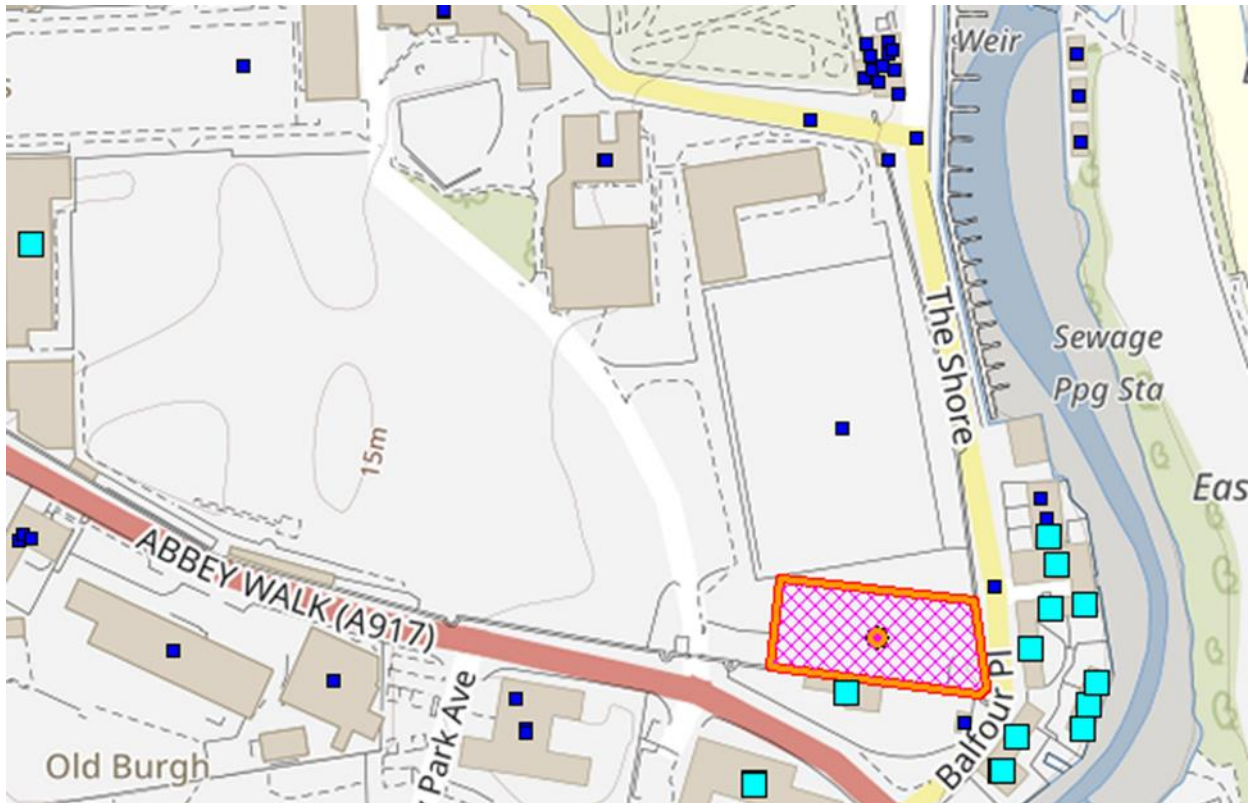 Weir
The Shore
Sewage
Ppg Sta
15m
Eas
ABBEY WALK (A917)
Park Ave
Balfour Pl
Old Burgh